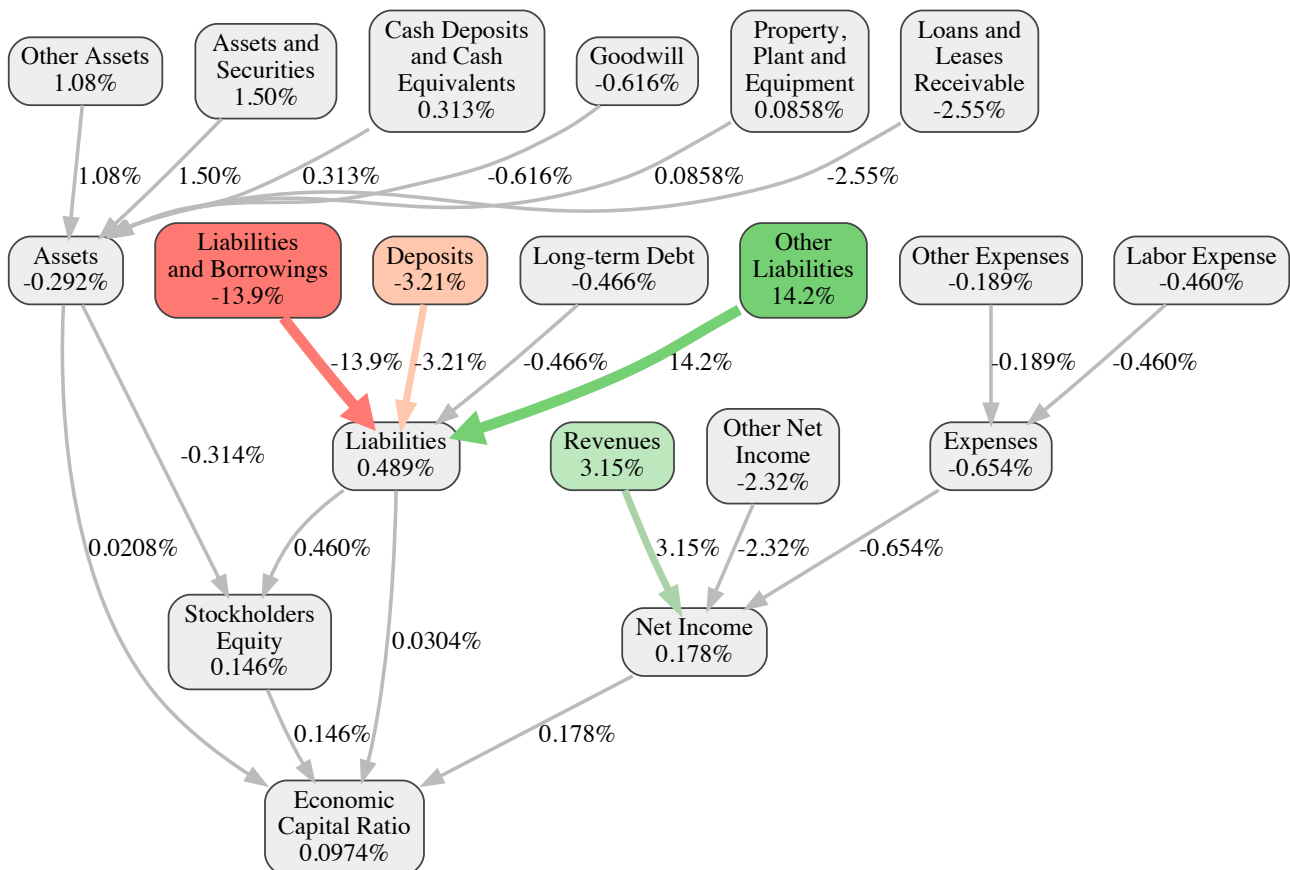 Other Assets
1.08%
Assets and
Securities
1.50%
Cash Deposits
and Cash
Equivalents
0.313%
Goodwill
-0.616%
Property,
Plant and
Equipment
0.0858%
Loans and
Leases
Receivable
-2.55%
1.08%
1.50%
0.313%
-0.616%
0.0858%
-2.55%
Assets
-0.292%
Liabilities
and Borrowings
-13.9%
Deposits
-3.21%
Long-term Debt
-0.466%
Other
Liabilities
14.2%
Other Expenses
-0.189%
Labor Expense
-0.460%
-13.9%
-3.21%
-0.466%
14.2%
-0.189%
-0.460%
-0.314%
Liabilities
0.489%
Revenues
3.15%
Other Net
Income
-2.32%
Expenses
-0.654%
0.0208%
0.460%
3.15%
-2.32%
-0.654%
Stockholders
Equity
0.146%
0.0304%
Net Income
0.178%
0.146%
0.178%
Economic
Capital Ratio
0.0974%